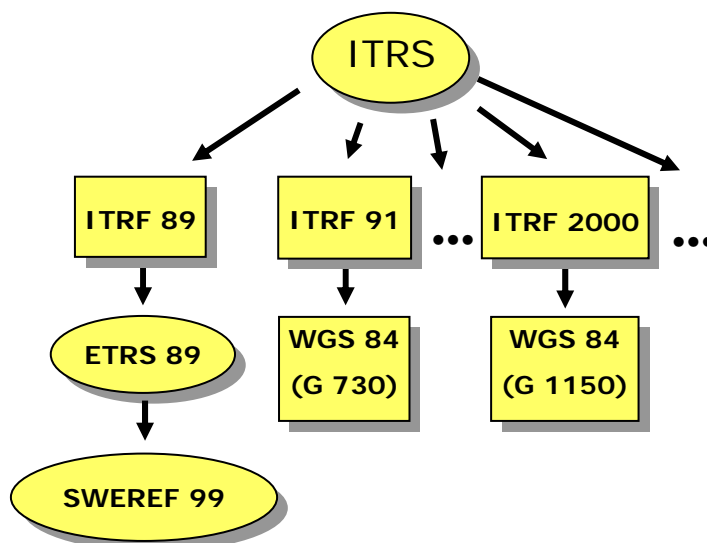 ITRS
ITRF 89
ITRF 91
...
ITRF 2000
...
ETRS 89
WGS 84
(G 730)
WGS 84
(G 1150)
SWEREF 99